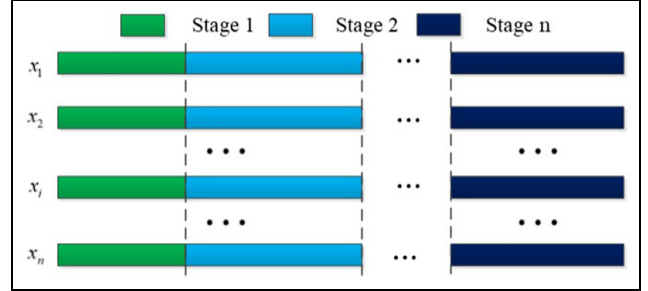 Stage 1 Stage 2 Stage n
x₁ ...
x₂ ...
... ...
xᵢ ...
... ...
xₙ ...